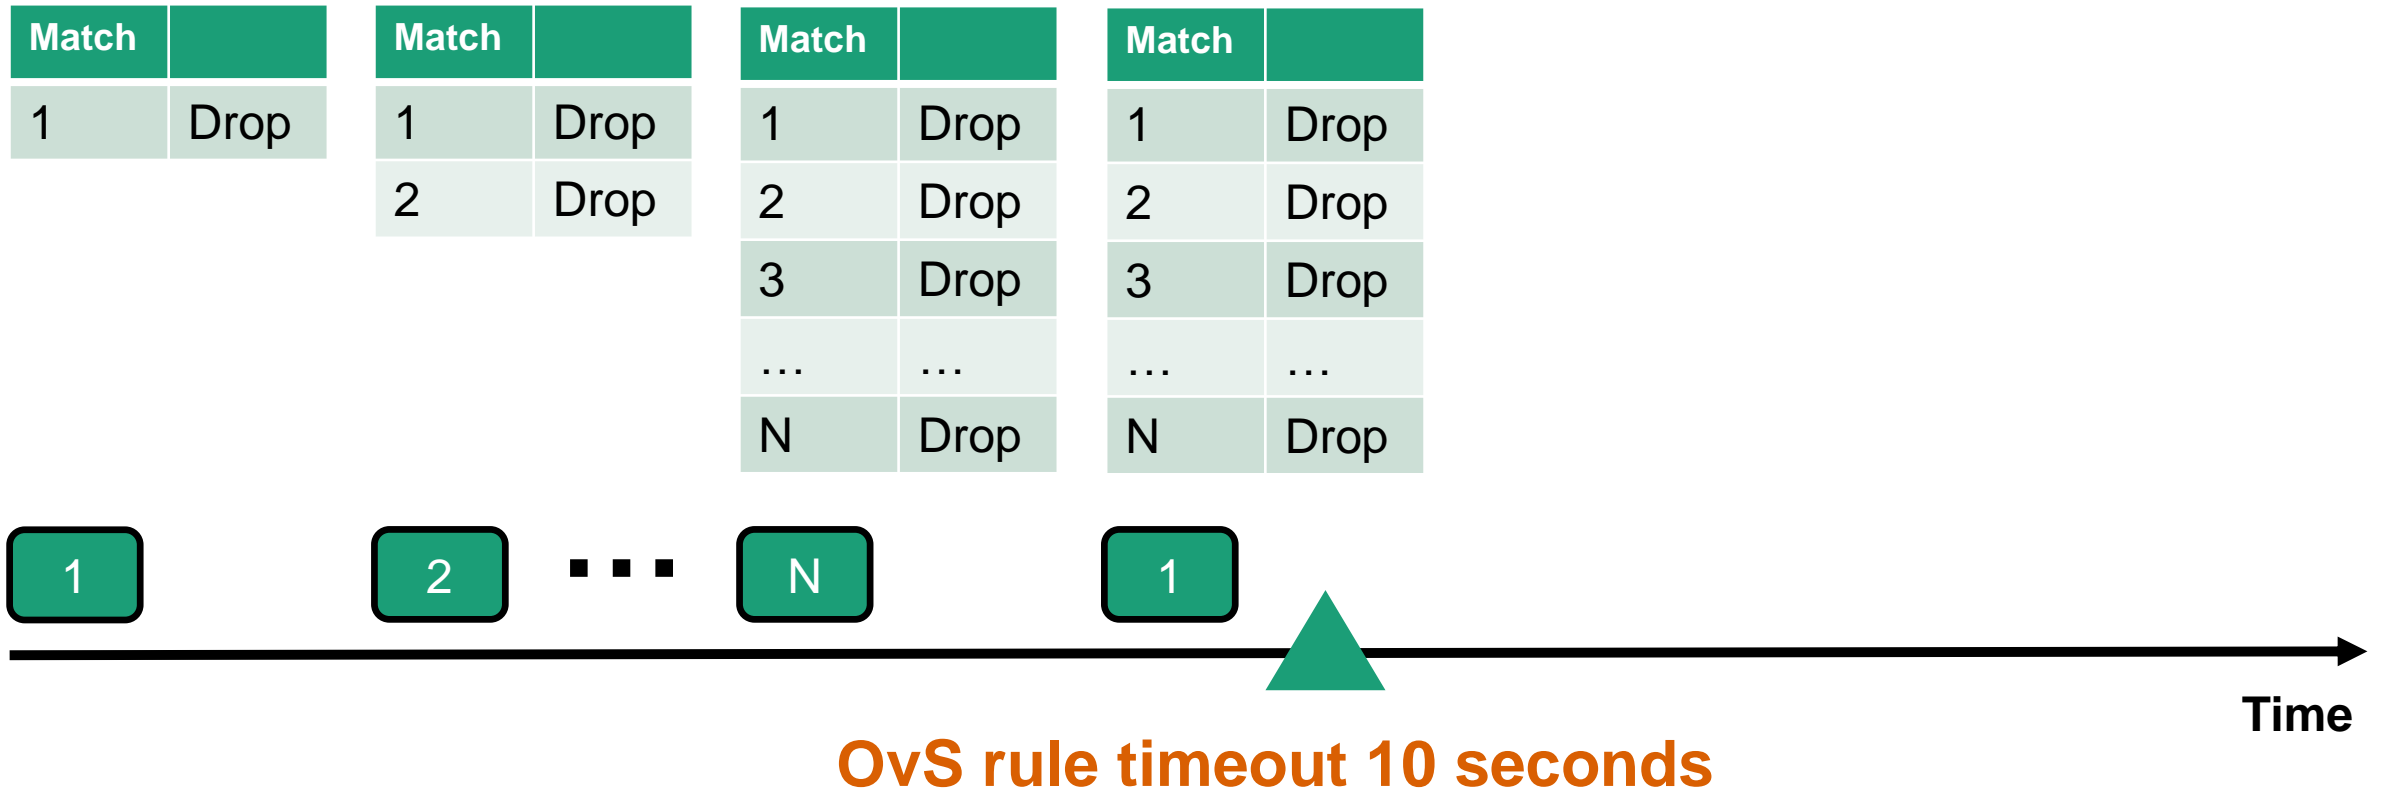 Match
1 Drop
Match
1 Drop
2 Drop
Match
1 Drop
2 Drop
3 Drop
… …
N Drop
Match
1 Drop
2 Drop
3 Drop
… …
N Drop
1 2 ... N 1
Time
OvS rule timeout 10 seconds